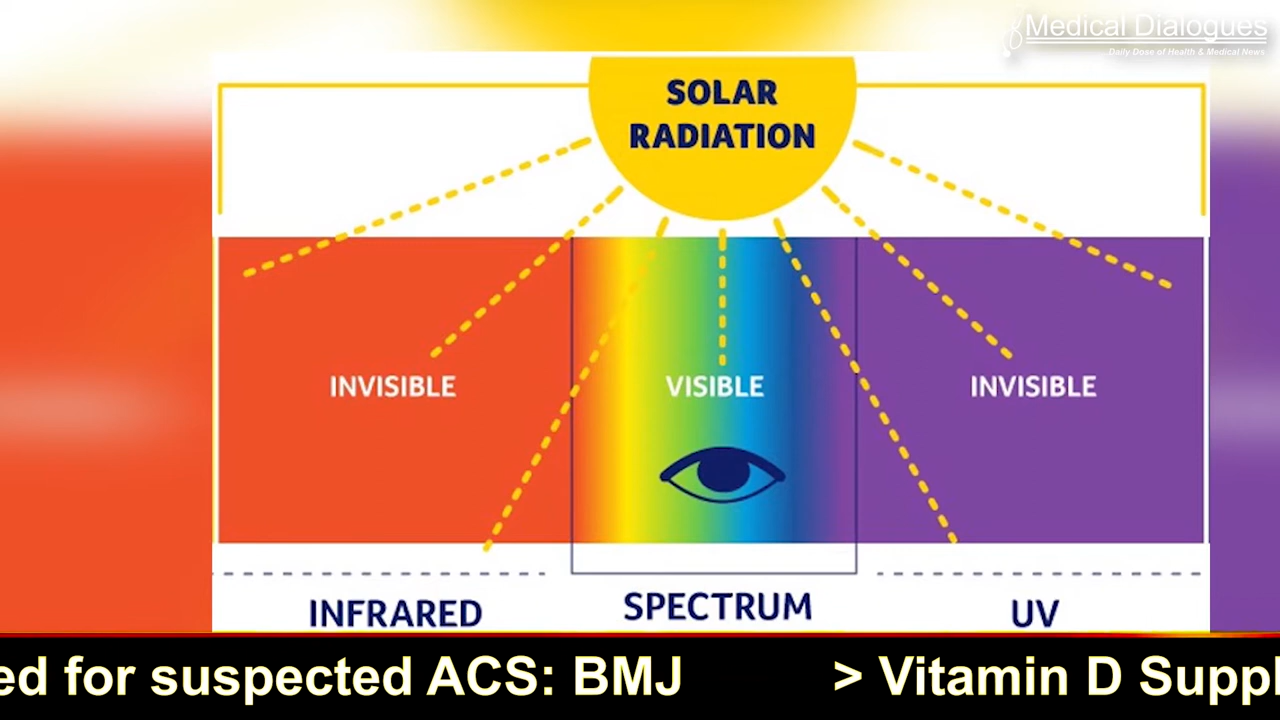 Medical Dialogues
Daily Dose of Health & Medical News
SOLAR
RADIATION
INVISIBLE
VISIBLE
INVISIBLE
INFRARED
SPECTRUM
UV
ed for suspected ACS: BMJ > Vitamin D Suppl